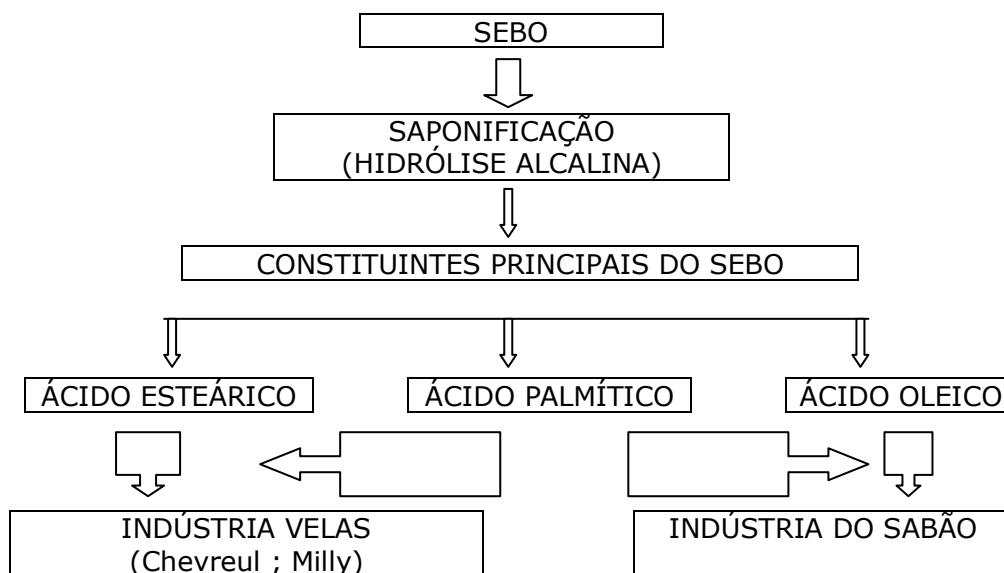 SEBO
SAPONIFICAÇÃO
(HIDRÓLISE ALCALINA)
CONSTITUINTES PRINCIPAIS DO SEBO
ÁCIDO ESTEÁRICO
ÁCIDO PALMÍTICO
ÁCIDO OLEICO
INDÚSTRIA VELAS
(Chevreul ; Milly)
INDÚSTRIA DO SABÃO